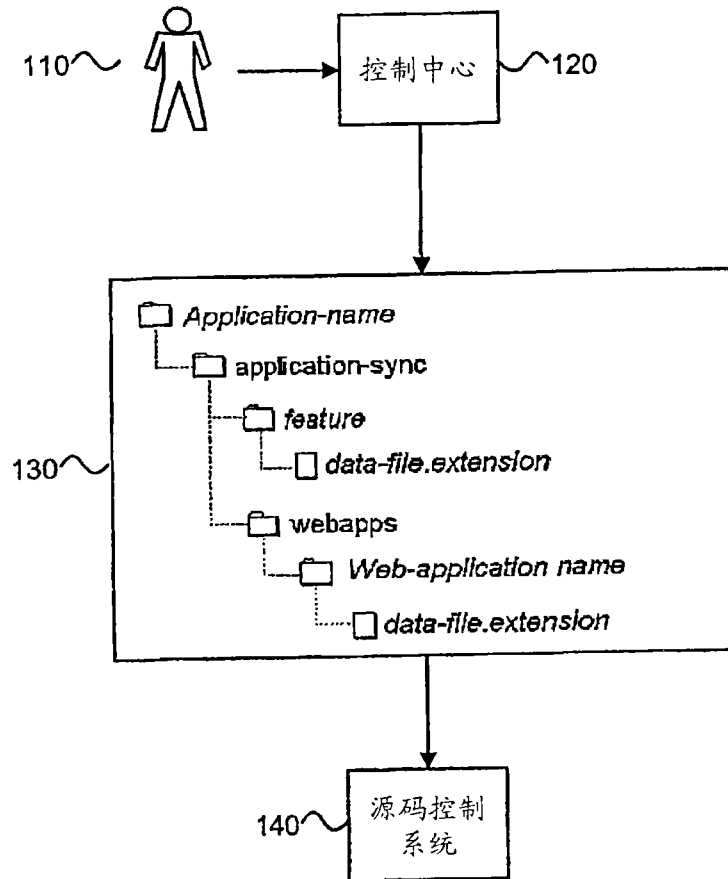 110
控制中心
120
Application-name
application-sync
feature
data-file.extension
130
webapps
Web-application name
data-file.extension
140
源码控制
系统